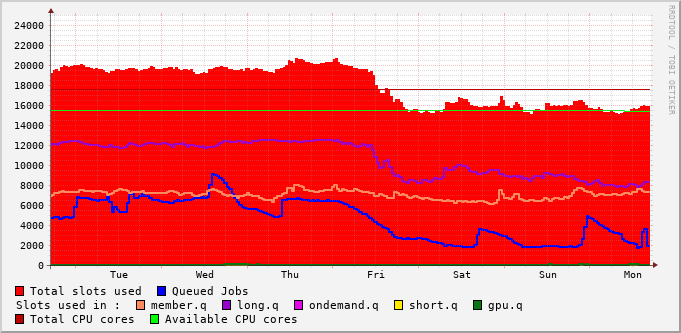 24000
22000
20000
18000
16000
14000
12000
10000
8000
6000
4000
2000
0
Tue Wed Thu Fri Sat Sun Mon
Total slots used Queued Jobs
Slots used in : member.q long.q ondemand.q short.q gpu.q
Total CPU cores Available CPU cores
RRDTOOL / TOBI OETIKER